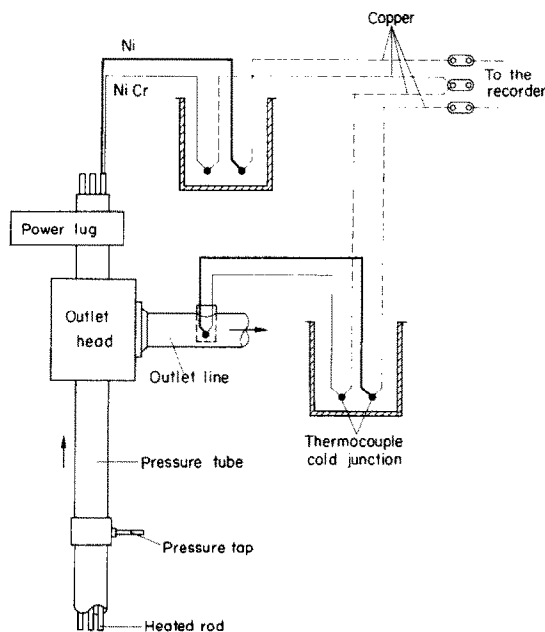 Copper
Ni
Ni Cr
To the
recorder
Power lug
Outlet
head
Outlet line
Thermocouple
cold junction
Pressure tube
Pressure tap
Heated rod